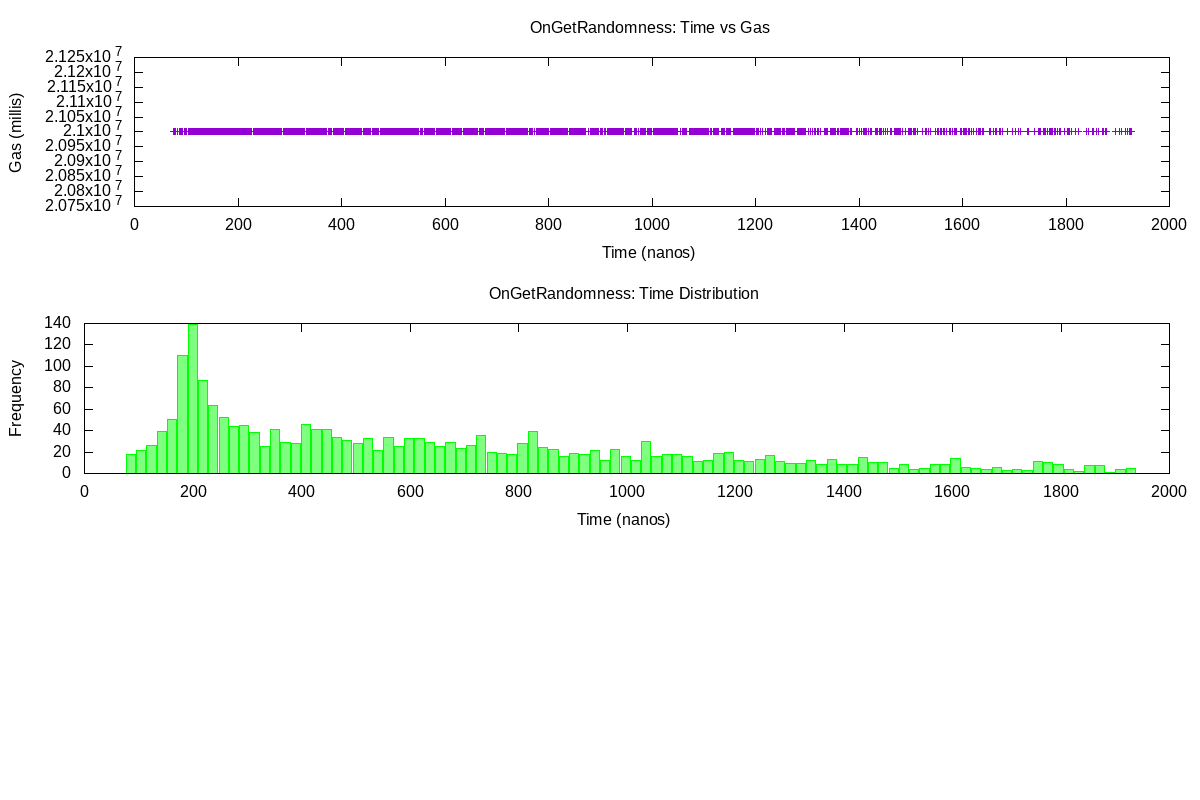 OnGetRandomness: Time vs Gas
2.125x10 7
2.12x10 7
2.115x10 7
2.11x10 7
2.105x10 7
2.1x10 7
2.095x10 7
2.09x10 7
2.085x10 7
2.08x10 7
2.075x10 7
Gas (millis)
0 200 400 600 800 1000 1200 1400 1600 1800 2000
Time (nanos)
OnGetRandomness: Time Distribution
140
120
100
80
60
40
20
0
Frequency
0 200 400 600 800 1000 1200 1400 1600 1800 2000
Time (nanos)